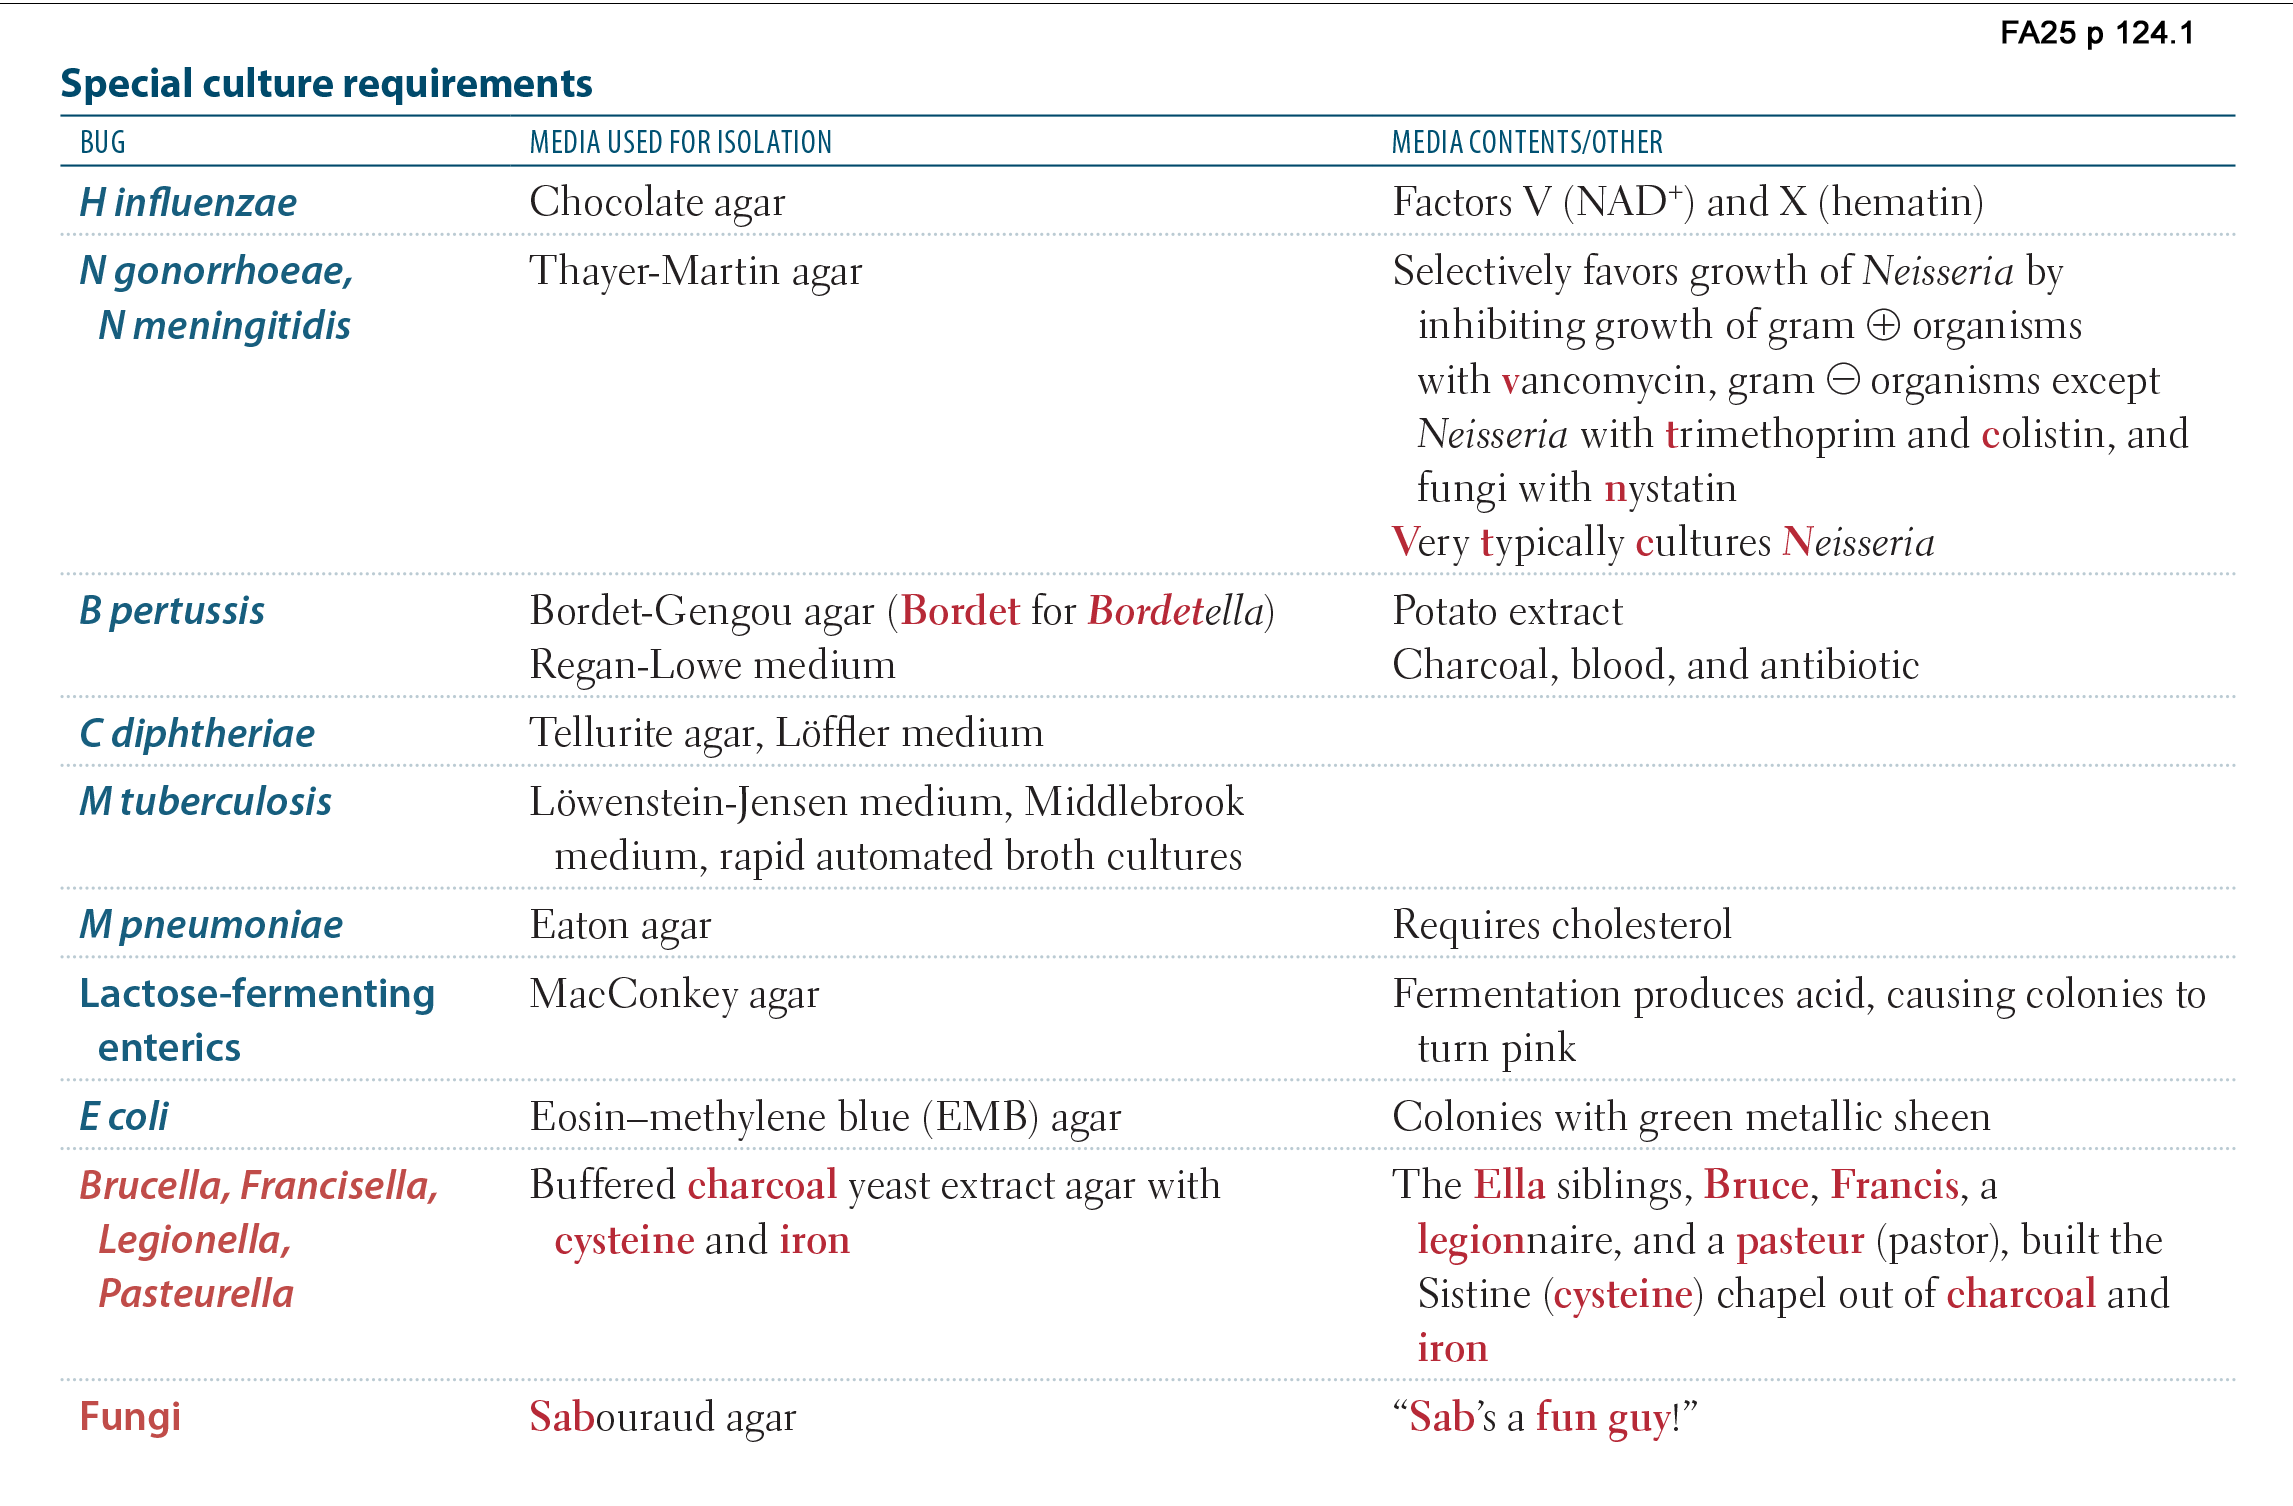 FA25 p 124.1
Special culture requirements
BUG MEDIA USED FOR ISOLATION MEDIA CONTENTS/OTHER
H influenzae Chocolate agar Factors V (NAD⁺) and X (hematin)
N gonorrhoeae, Thayer-Martin agar Selectively favors growth of Neisseria by
N meningitidis inhibiting growth of gram ⊕ organisms
with vancomycin, gram ⊖ organisms except
Neisseria with trimethoprim and colistin, and
fungi with nystatin
Very typically cultures Neisseria
B pertussis Bordet-Gengou agar (Bordet for Bordetella) Potato extract
Regan-Lowe medium Charcoal, blood, and antibiotic
C diphtheriae Tellurite agar, Löffler medium
M tuberculosis Löwenstein-Jensen medium, Middlebrook
medium, rapid automated broth cultures
M pneumoniae Eaton agar Requires cholesterol
Lactose-fermenting MacConkey agar Fermentation produces acid, causing colonies to
enterics turn pink
E coli Eosin–methylene blue (EMB) agar Colonies with green metallic sheen
Brucella, Francisella, Buffered charcoal yeast extract agar with The Ella siblings, Bruce, Francis, a
Legionella, cysteine and iron legionnaire, and a pasteur (pastor), built the
Pasteurella Sistine (cysteine) chapel out of charcoal and
iron
Fungi Sabouraud agar “Sab’s a fun guy!”